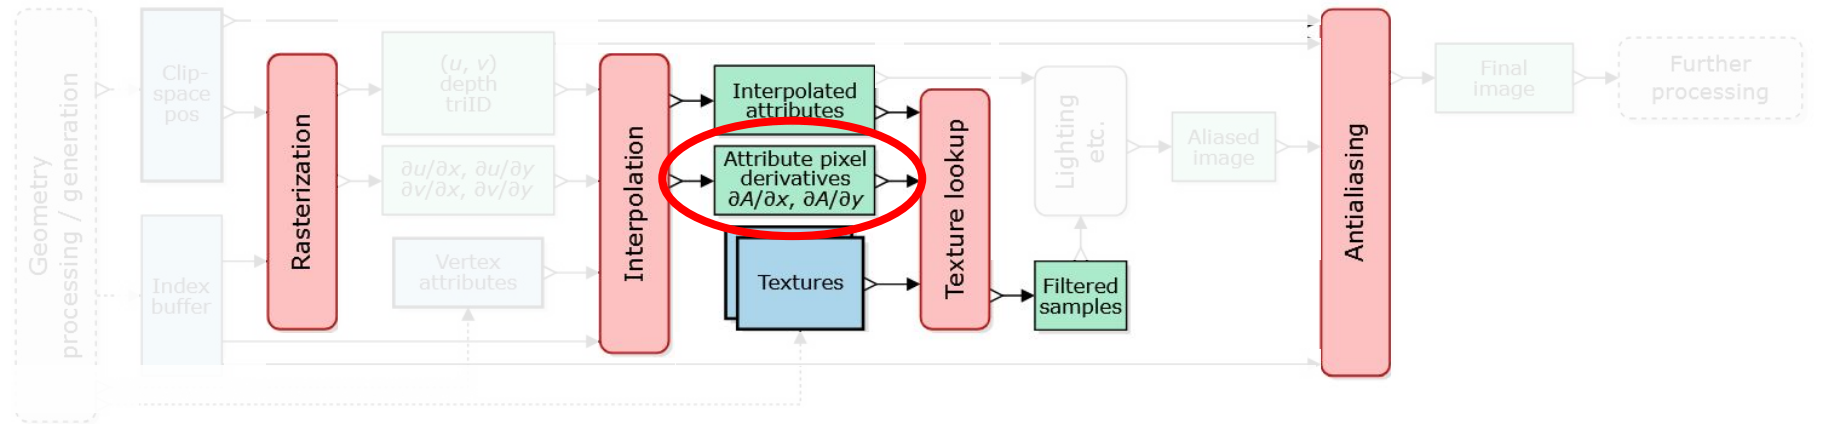 Geometry
processing / generation
Clip-
space
pos
Index
buffer
Rasterization
(u, v)
depth
triID
∂u/∂x, ∂u/∂y
∂v/∂x, ∂v/∂y
Vertex
attributes
Interpolation
Interpolated
attributes
Attribute pixel
derivatives
∂A/∂x, ∂A/∂y
Textures
Texture lookup
Lighting
etc.
Filtered
samples
Aliased
image
Antialiasing
Final
image
Further
processing